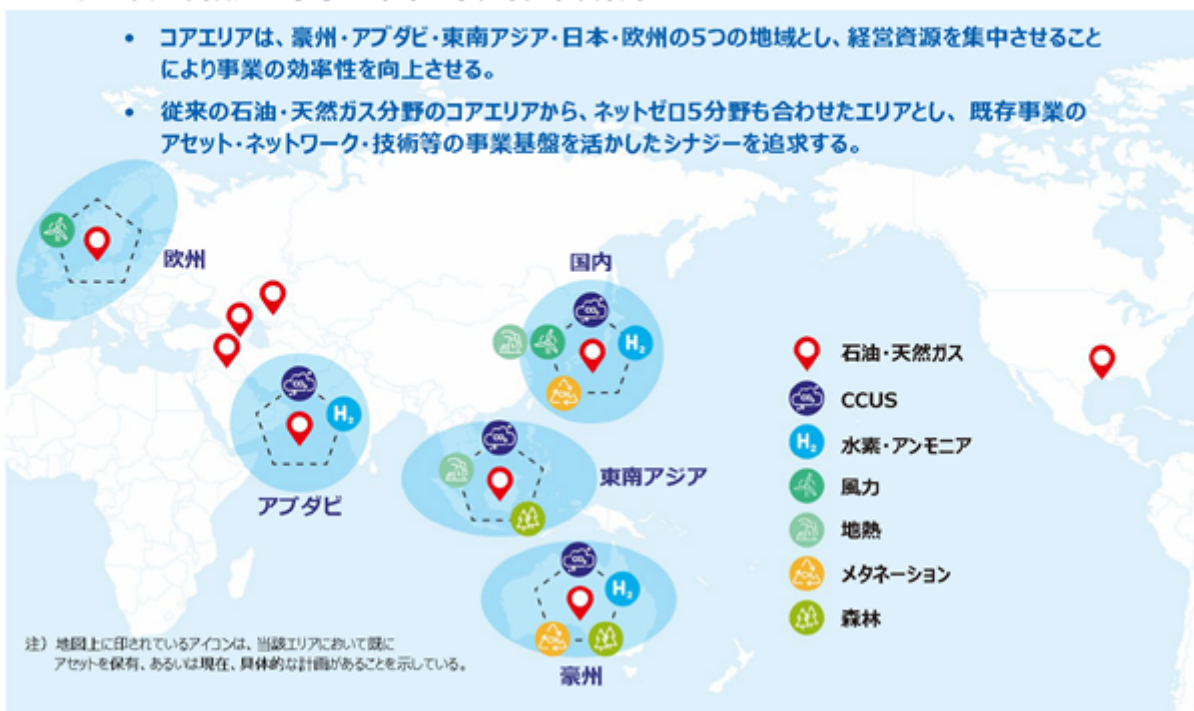 • コアエリアは、豪州・アブダビ・東南アジア・日本・欧州の5つの地域とし、経営資源を集中させること
により事業の効率性を向上させる。
• 従来の石油・天然ガス分野のコアエリアから、ネットゼロ5分野も合わせたエリアとし、既存事業の
アセット・ネットワーク・技術等の事業基盤を活かしたシナジーを追求する。
欧州
国内
CO₂
H₂
石油・天然ガス
CCUS
H₂ 水素・アンモニア
風力
地熱
メタネーション
森林
CO₂
H₂
アブダビ
CO₂
東南アジア
CO₂
H₂
豪州
注) 地図上に印されているアイコンは、当該エリアにおいて既に
アセットを保有、あるいは現在、具体的な計画があることを示している。